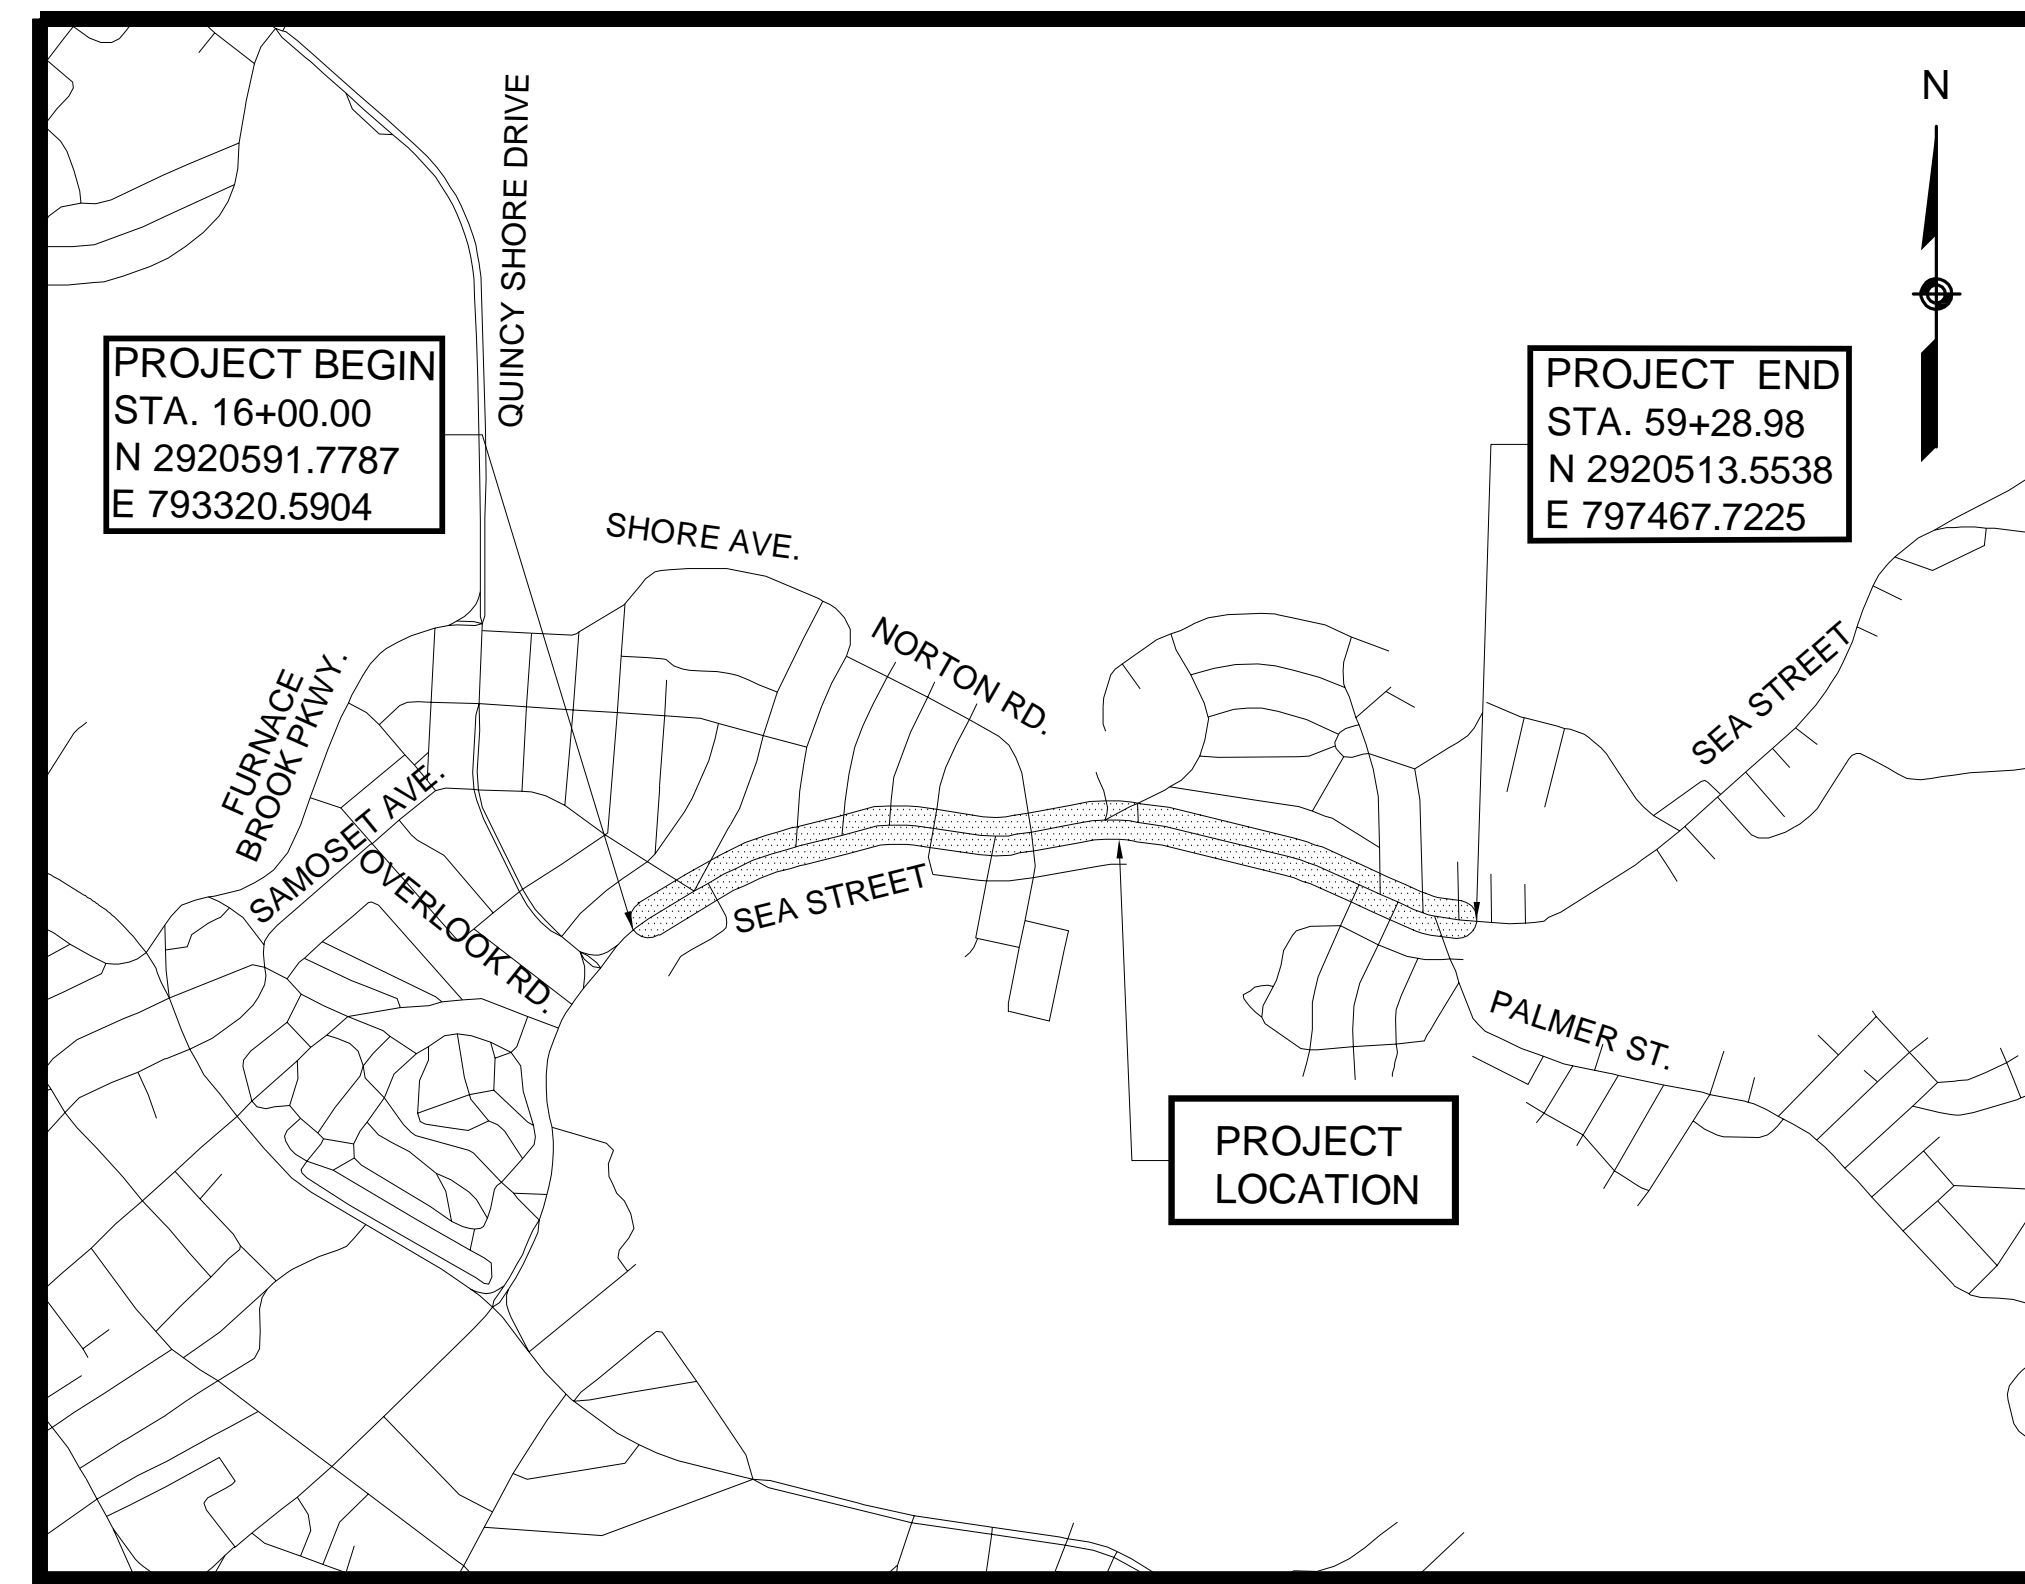 N
QUINCY SHORE DRIVE
PROJECT BEGIN
STA. 16+00.00
N 2920591.7787
E 793320.5904
PROJECT END
STA. 59+28.98
N 2920513.5538
E 797467.7225
SHORE AVE.
NORTON RD.
FURNACE
BROOK PKWY.
SEA STREET
SAMOSET AVE.
OVERLOOK RD.
SEA STREET
PALMER ST.
PROJECT
LOCATION